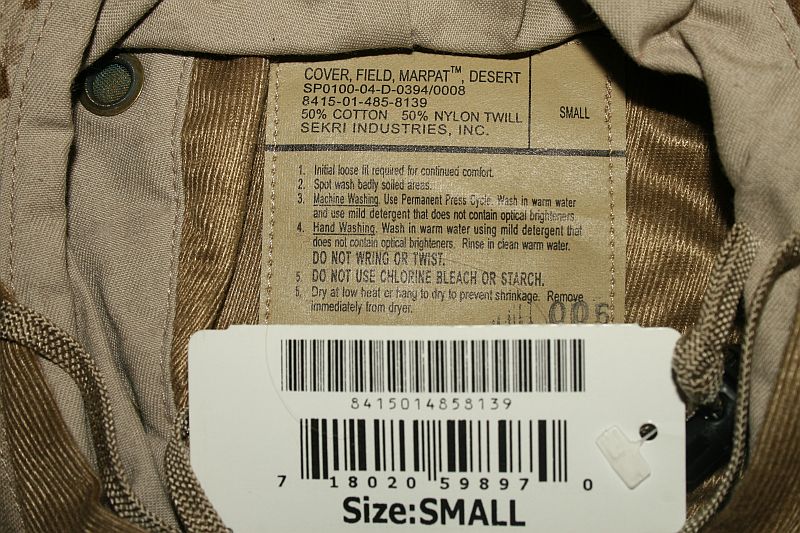 COVER, FIELD, MARPAT™, DESERT
SP0100-04-D-0394/0008
8415-01-485-8139
50% COTTON 50% NYLON TWILL
SEKRI INDUSTRIES, INC.
SMALL
1. Initial loose fit required for continued comfort.
2. Spot wash badly soiled areas.
3. Machine Washing. Use Permanent Press Cycle. Wash in warm water
and use mild detergent that does not contain optical brighteners.
4. Hand Washing. Wash in warm water using mild detergent that
does not contain optical brighteners. Rinse in clean warm water.
DO NOT WRING OR TWIST.
5. DO NOT USE CHLORINE BLEACH OR STARCH.
5. Dry at low heat or hang to dry to prevent shrinkage. Remove
immediately from dryer.
006
8415014858139
7 18020 59897 0
Size:SMALL